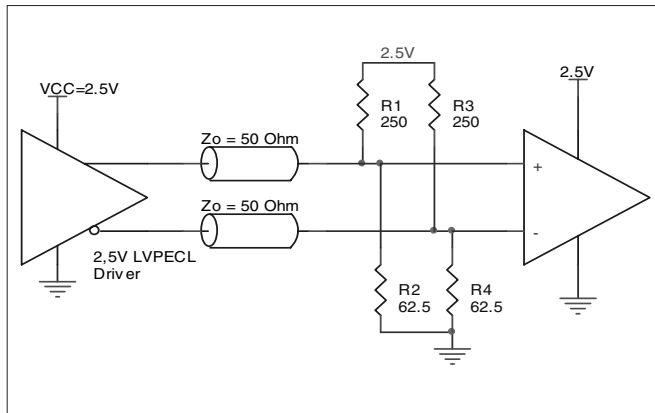 2.5V
VCC=2.5V
2.5V
R1
250
R3
250
Zo = 50 Ohm
+
Zo = 50 Ohm
-
2,5V LVPECL
Driver
R2
62.5
R4
62.5